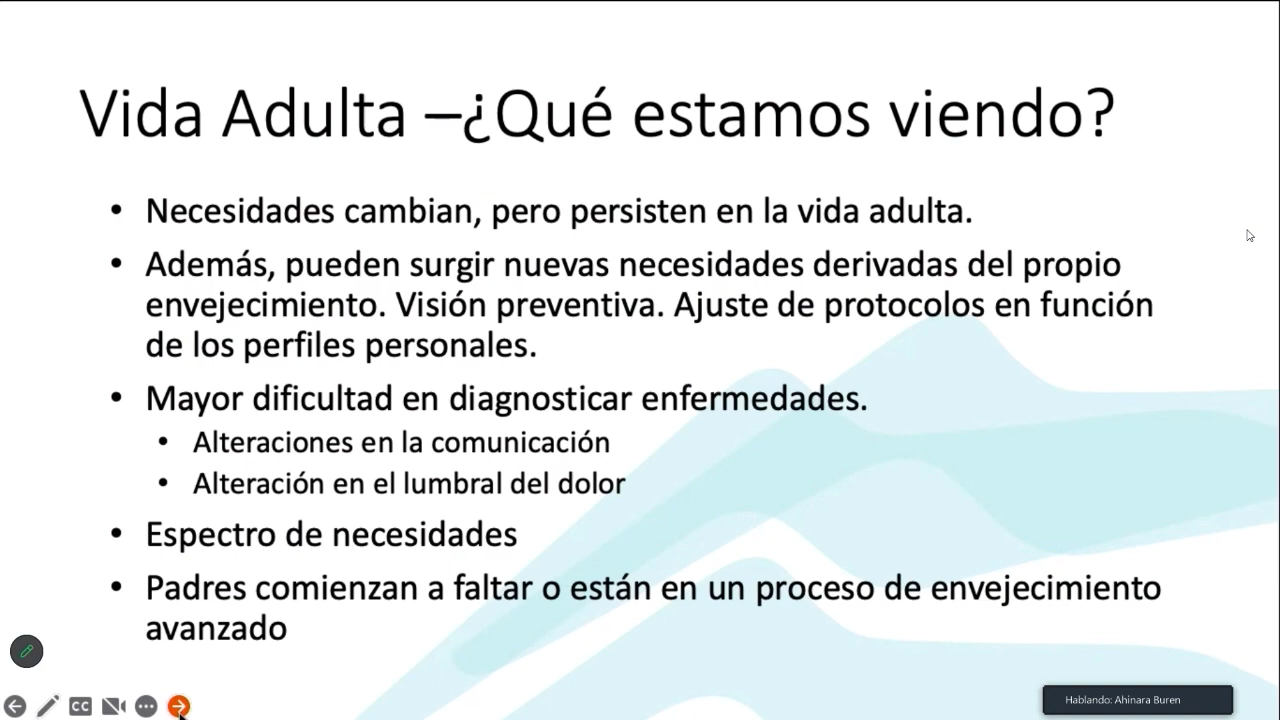 Vida Adulta –¿Qué estamos viendo?
• Necesidades cambian, pero persisten en la vida adulta.
• Además, pueden surgir nuevas necesidades derivadas del propio
envejecimiento. Visión preventiva. Ajuste de protocolos en función
de los perfiles personales.
• Mayor dificultad en diagnosticar enfermedades.
• Alteraciones en la comunicación
• Alteración en el lumbral del dolor
• Espectro de necesidades
• Padres comienzan a faltar o están en un proceso de envejecimiento
avanzado
CC
Hablando: Ahinara Buren